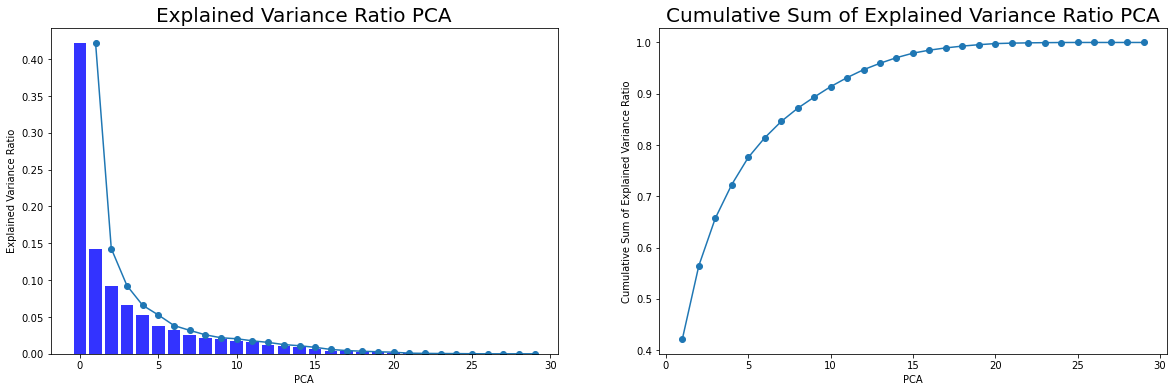 Explained Variance Ratio PCA
Explained Variance Ratio
0.40
0.35
0.30
0.25
0.20
0.15
0.10
0.05
0.00
0 5 10 15 20 25 30
PCA
Cumulative Sum of Explained Variance Ratio PCA
Cumulative Sum of Explained Variance Ratio
1.0
0.9
0.8
0.7
0.6
0.5
0.4
0 5 10 15 20 25 30
PCA